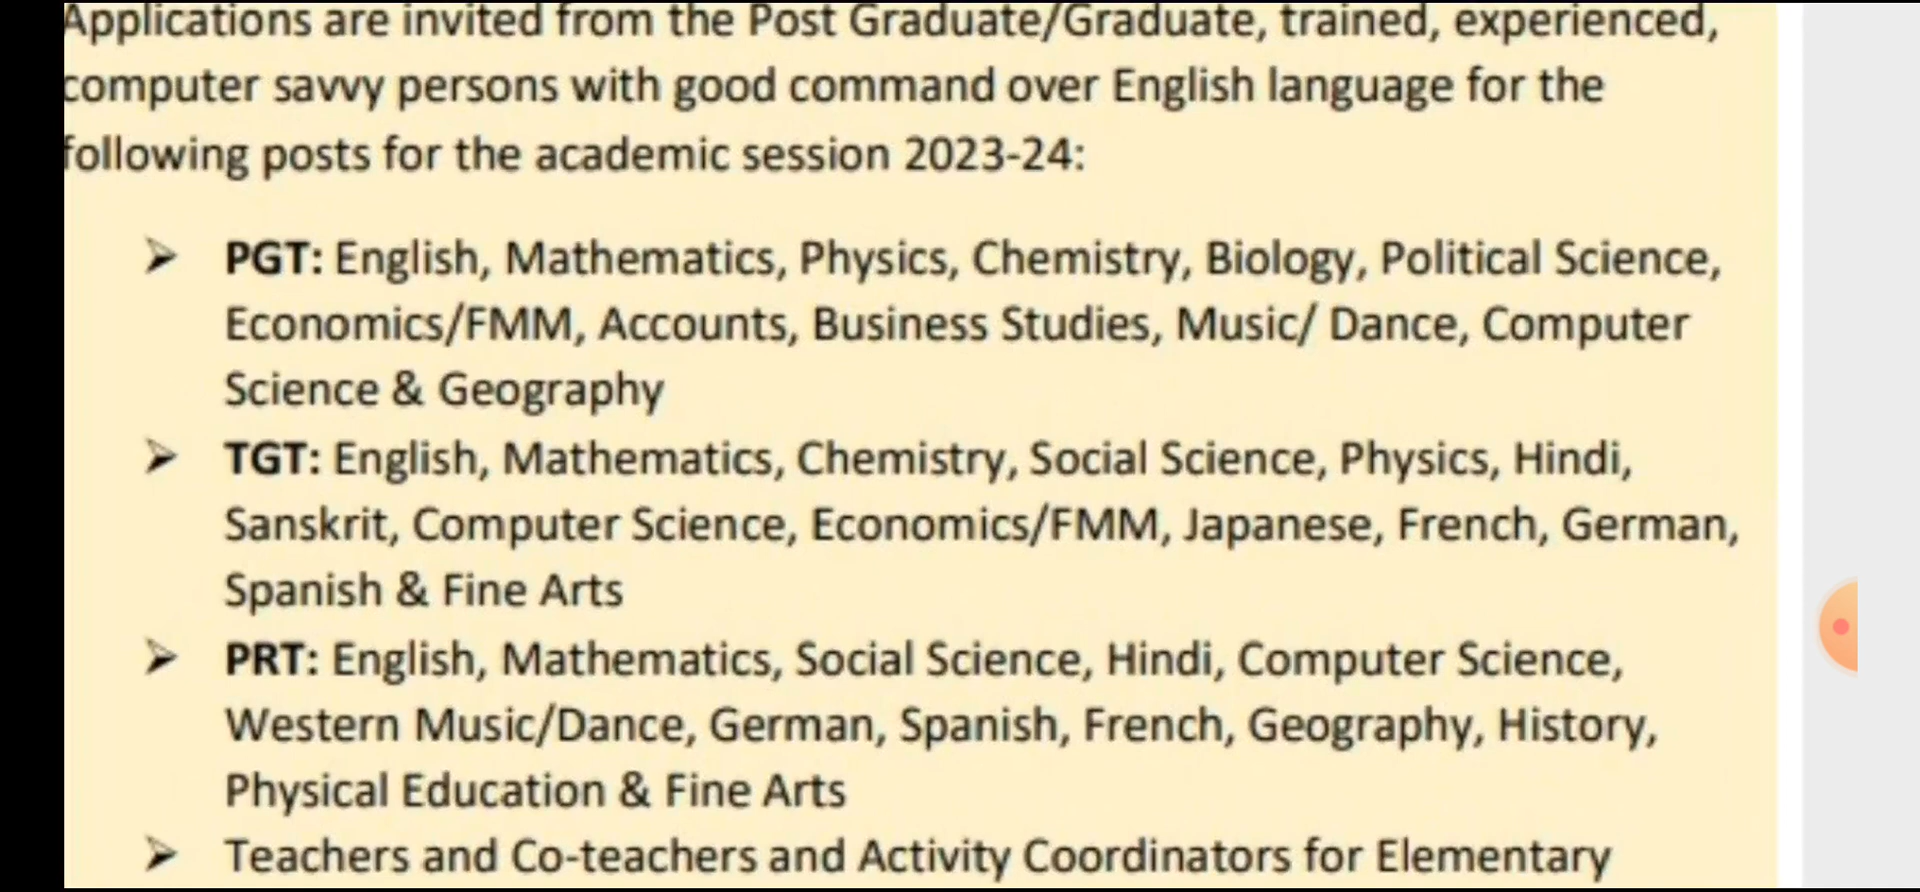 Applications are invited from the Post Graduate/Graduate, trained, experienced,
computer savvy persons with good command over English language for the
following posts for the academic session 2023-24:
➢ PGT: English, Mathematics, Physics, Chemistry, Biology, Political Science,
Economics/FMM, Accounts, Business Studies, Music/ Dance, Computer
Science & Geography
➢ TGT: English, Mathematics, Chemistry, Social Science, Physics, Hindi,
Sanskrit, Computer Science, Economics/FMM, Japanese, French, German,
Spanish & Fine Arts
➢ PRT: English, Mathematics, Social Science, Hindi, Computer Science,
Western Music/Dance, German, Spanish, French, Geography, History,
Physical Education & Fine Arts
➢ Teachers and Co-teachers and Activity Coordinators for Elementary